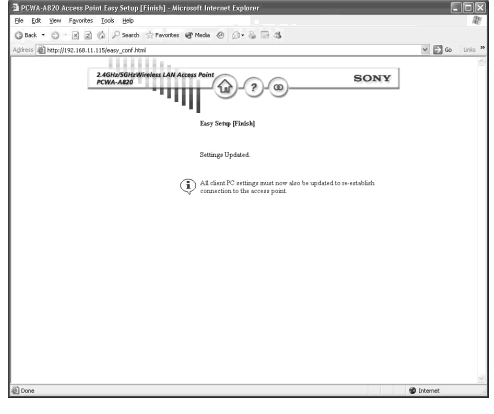 PCWA-A820 Access Point Easy Setup [Finish] - Microsoft Internet Explorer
File Edit View Favorites Tools Help
Back Search Favorites Media
Address http://192.168.11.115/easy_conf.html Go Links »
2.4GHz/5GHzWireless LAN Access Point
PCWA-A820
? SONY
Easy Setup [Finish]
Settings Updated.
i All client PC settings must now also be updated to re-establish
connection to the access point.
Done Internet